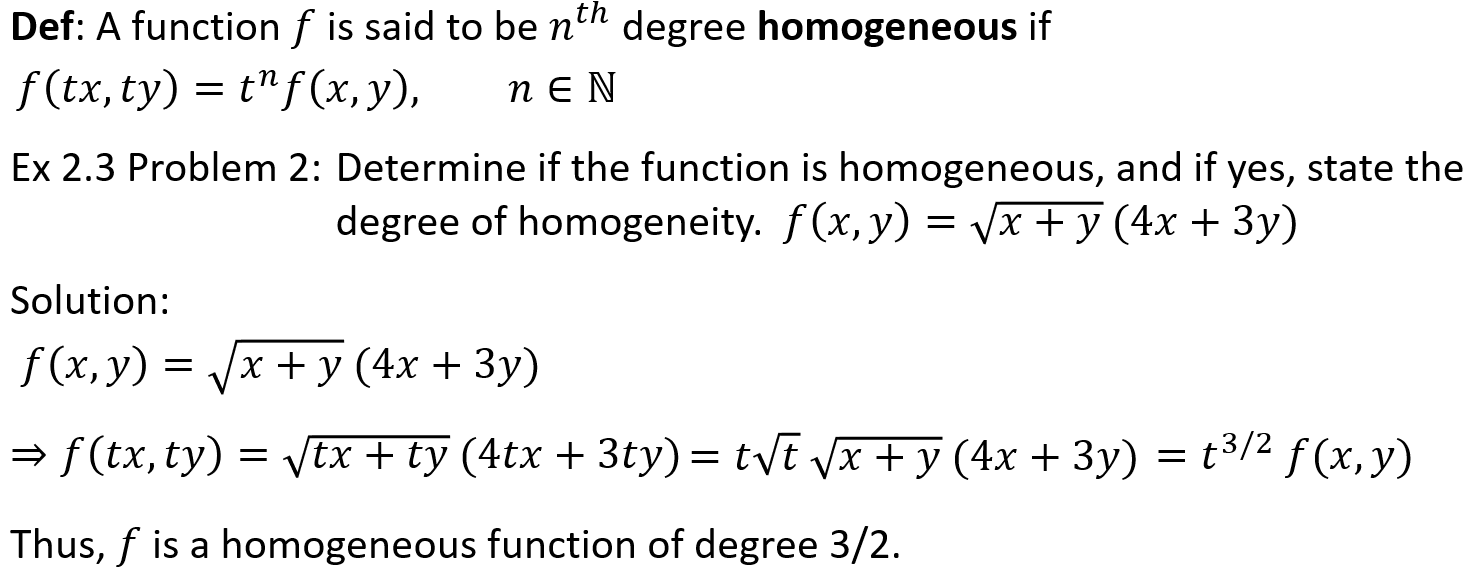 Def: A function f is said to be nᵗʰ degree homogeneous if
f(tx, ty) = tⁿf(x, y),    n ∈ ℕ
Ex 2.3 Problem 2: Determine if the function is homogeneous, and if yes, state the
degree of homogeneity. f(x, y) = √(x + y) (4x + 3y)
Solution:
f(x, y) = √(x + y) (4x + 3y)
⇒ f(tx, ty) = √(tx + ty) (4tx + 3ty) = t√t √(x + y) (4x + 3y) = t^(3/2) f(x, y)
Thus, f is a homogeneous function of degree 3/2.